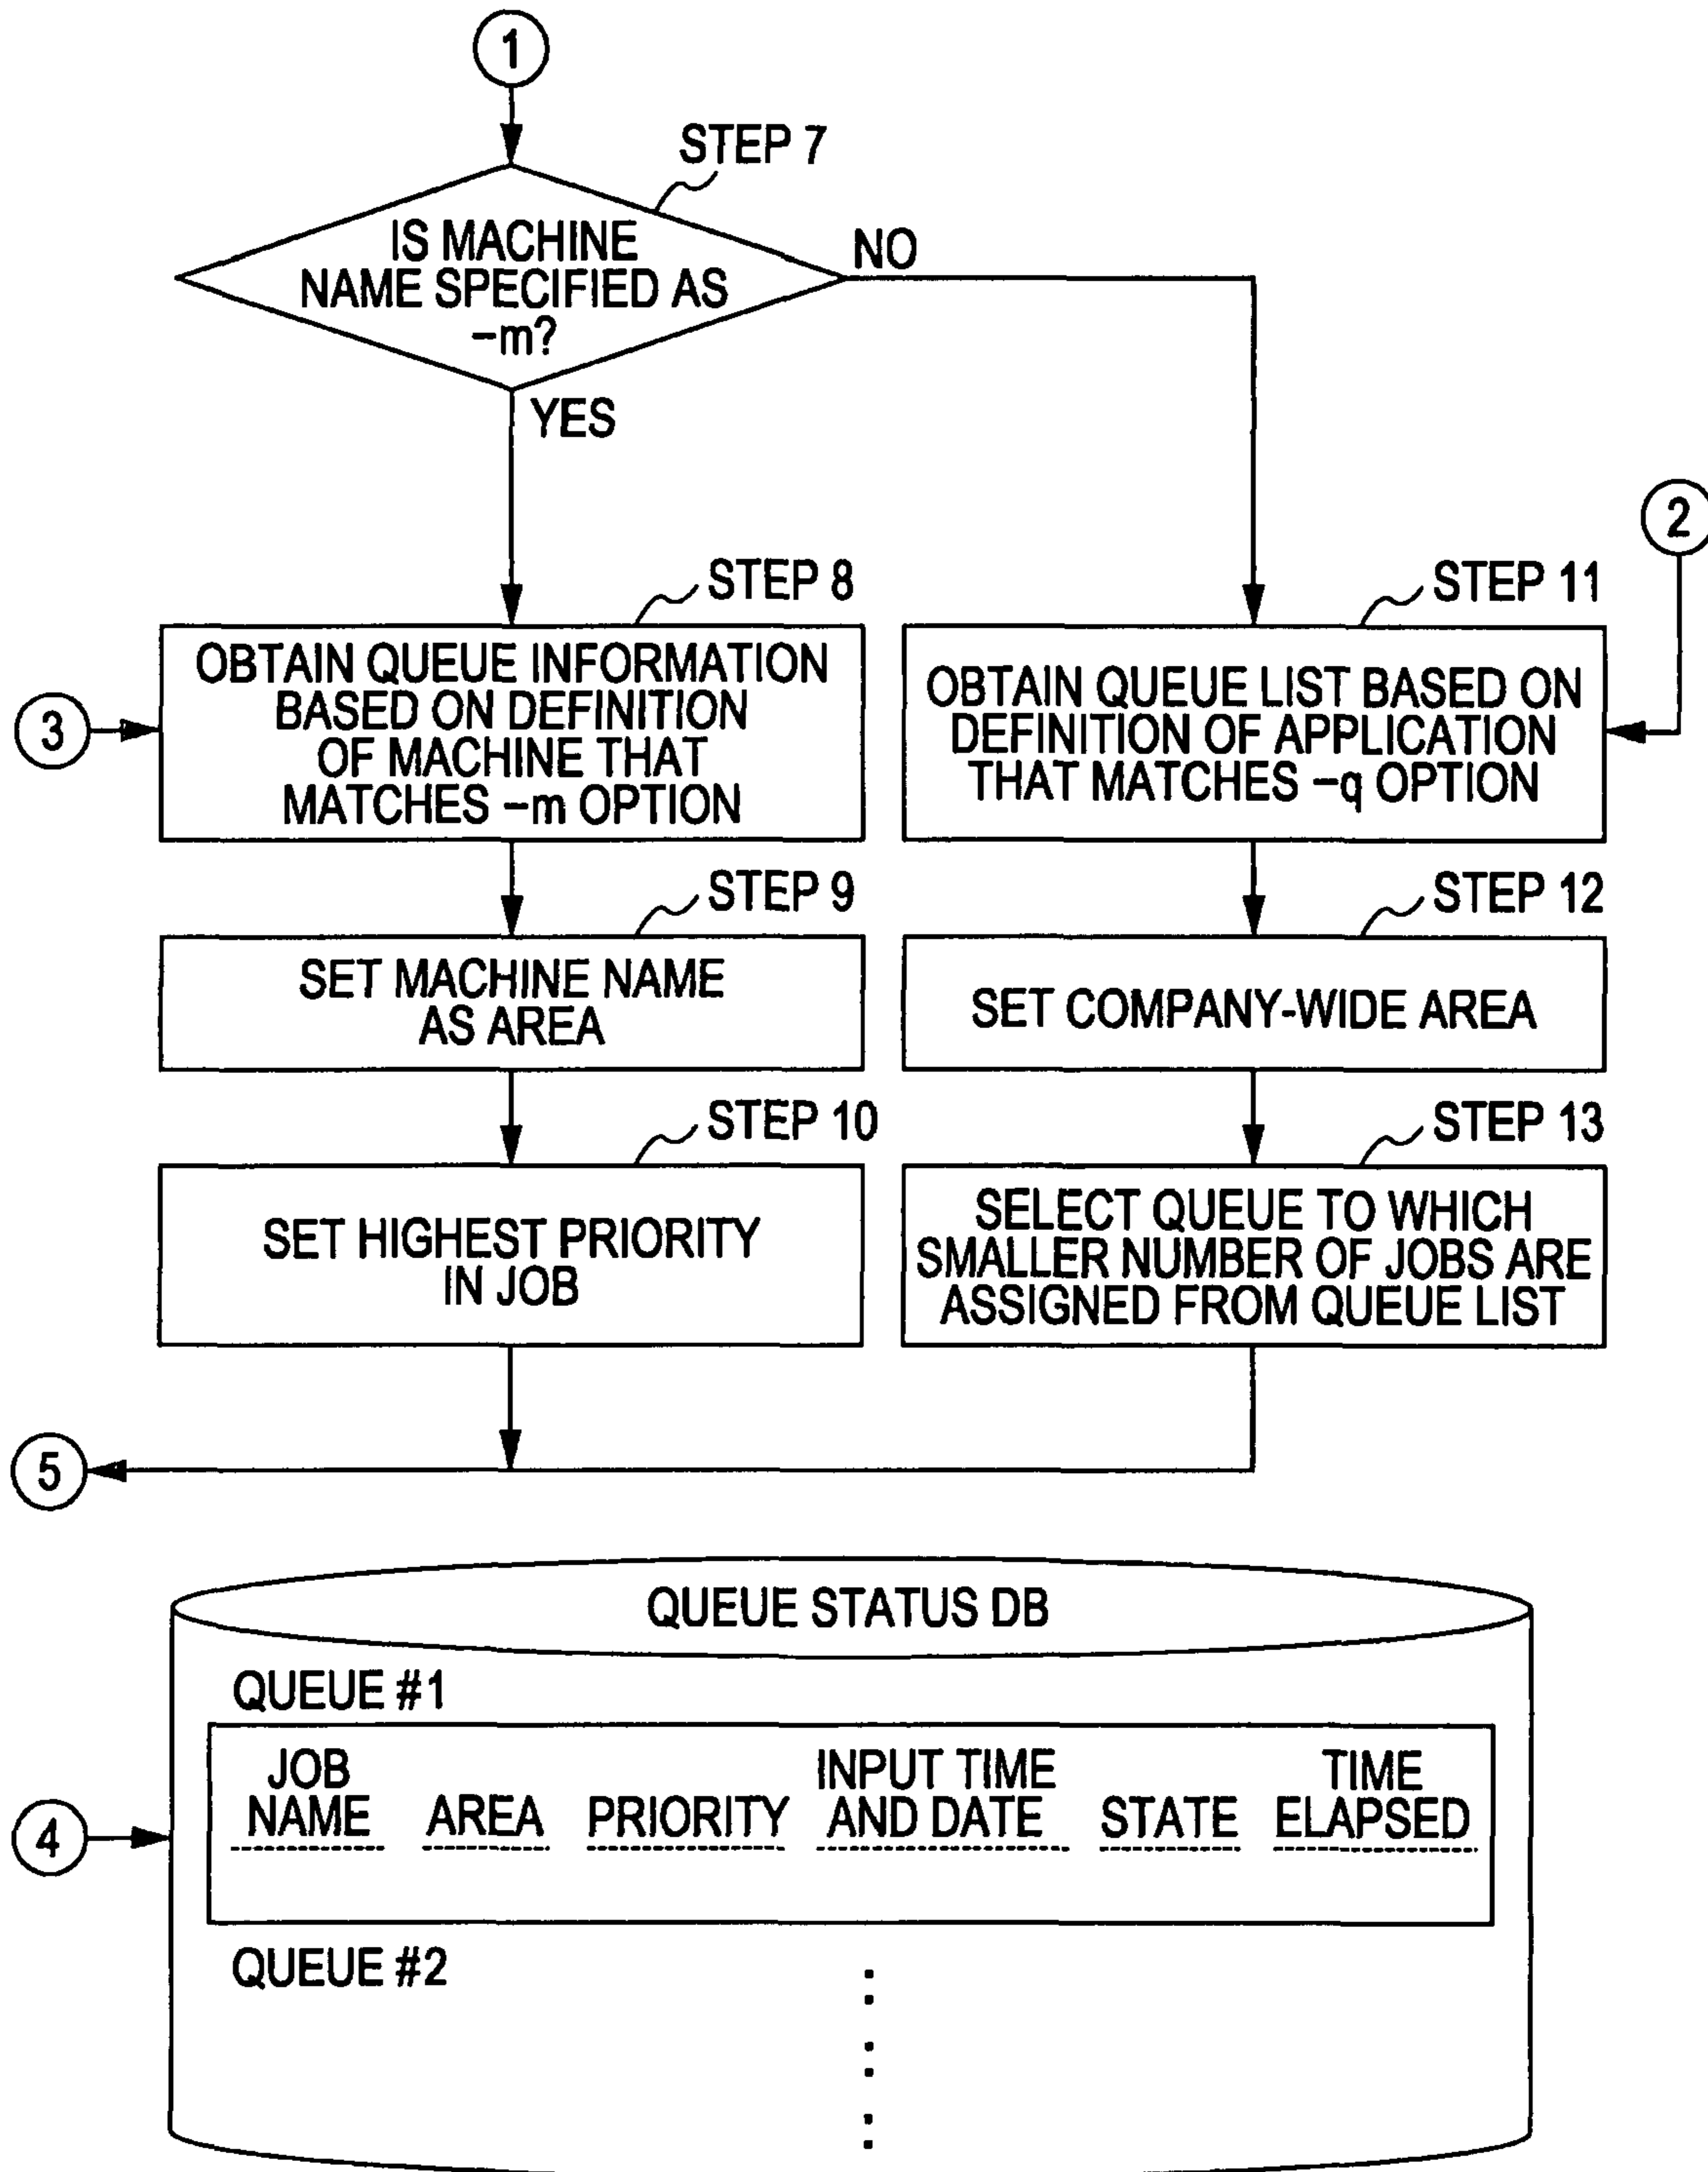 1
STEP 7
IS MACHINE
NAME SPECIFIED AS
–m?
NO
YES
2
STEP 8
OBTAIN QUEUE INFORMATION
BASED ON DEFINITION
OF MACHINE THAT
MATCHES –m OPTION
3
STEP 11
OBTAIN QUEUE LIST BASED ON
DEFINITION OF APPLICATION
THAT MATCHES –q OPTION
STEP 9
SET MACHINE NAME
AS AREA
STEP 12
SET COMPANY-WIDE AREA
STEP 10
SET HIGHEST PRIORITY
IN JOB
STEP 13
SELECT QUEUE TO WHICH
SMALLER NUMBER OF JOBS ARE
ASSIGNED FROM QUEUE LIST
5
QUEUE STATUS DB
QUEUE #1
JOB
NAME
AREA
PRIORITY
INPUT TIME
AND DATE
STATE
TIME
ELAPSED
4
QUEUE #2